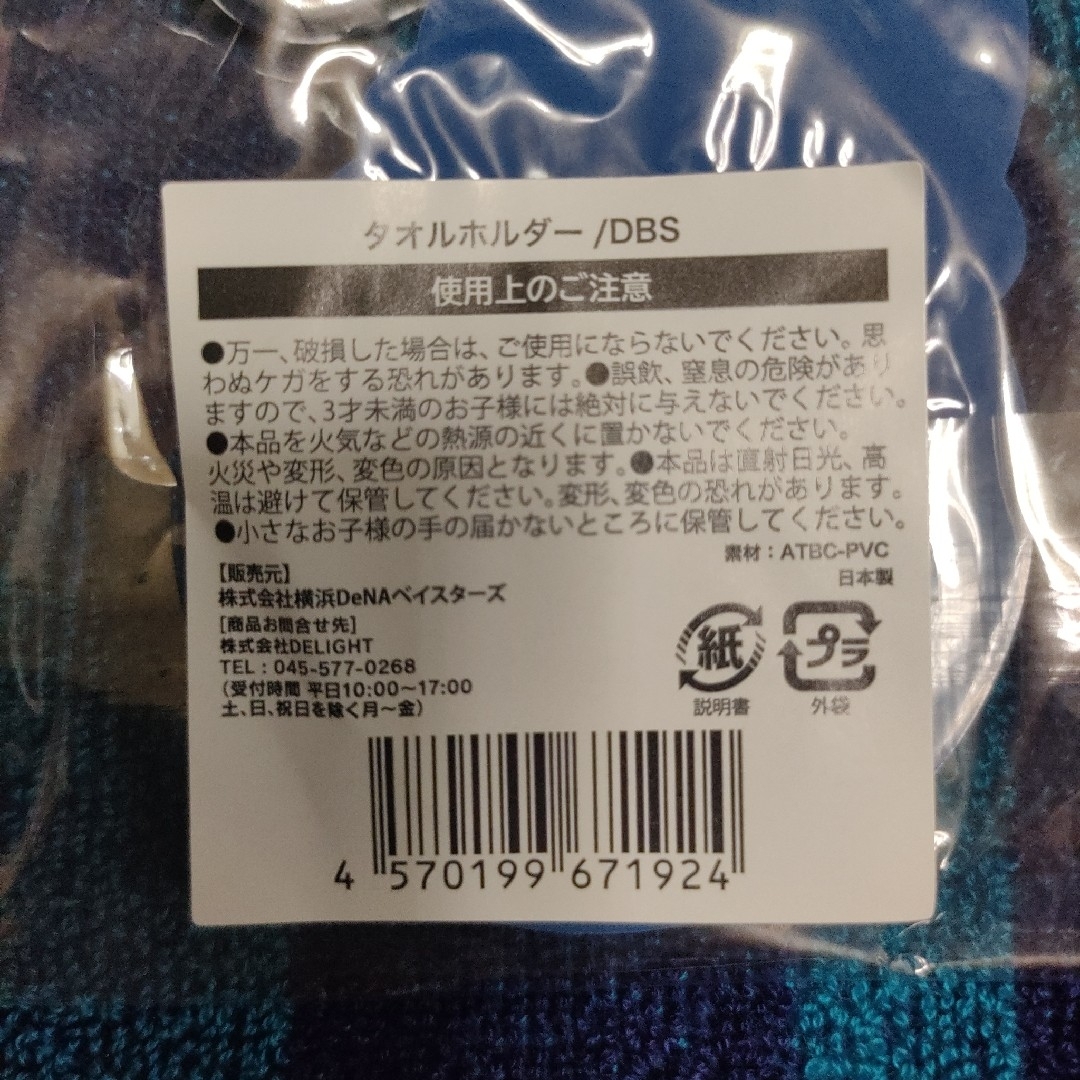 タオルホルダー /DBS
使用上のご注意
●万一、破損した場合は、ご使用にならないでください。思
わぬケガをする恐れがあります。●誤飲、窒息の危険があり
ますので、3才未満のお子様には絶対に与えないでください。
●本品を火気などの熱源の近くに置かないでください。
火災や変形、変色の原因となります。●本品は直射日光、高
温は避けて保管してください。変形、変色の恐れがあります。
●小さなお子様の手の届かないところに保管してください。
素材：ATBC-PVC
日本製
【販売元】
株式会社横浜DeNAベイスターズ
[商品お問合せ先]
株式会社DELIGHT
TEL：045-577-0268
（受付時間 平日10:00～17:00
土、日、祝日を除く月～金）
紙
説明書
プラ
外袋
4 570199 671924